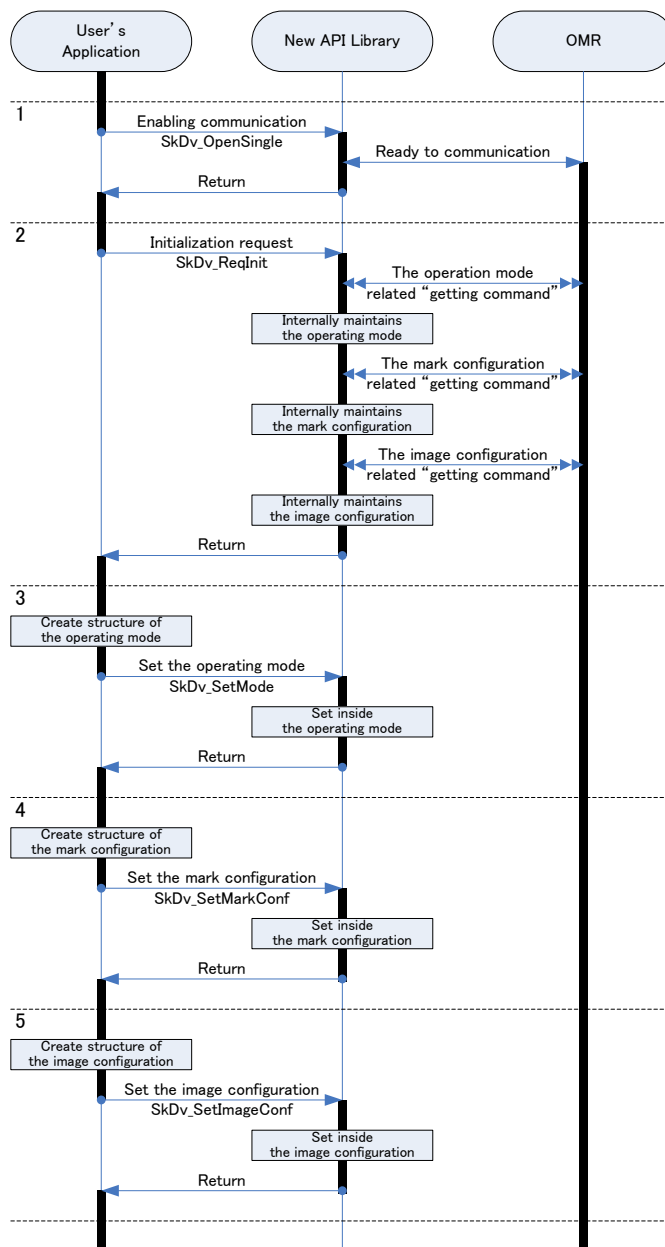 User's
Application
New API Library
OMR
1
Enabling communication
SkDv_OpenSingle
Ready to communication
Return
2
Initialization request
SkDv_ReqInit
The operation mode
related “getting command”
Internally maintains
the operating mode
The mark configuration
related “getting command”
Internally maintains
the mark configuration
The image configuration
related “getting command”
Internally maintains
the image configuration
Return
3
Create structure of
the operating mode
Set the operating mode
SkDv_SetMode
Set inside
the operating mode
Return
4
Create structure of
the mark configuration
Set the mark configuration
SkDv_SetMarkConf
Set inside
the mark configuration
Return
5
Create structure of
the image configuration
Set the image configuration
SkDv_SetImageConf
Set inside
the image configuration
Return